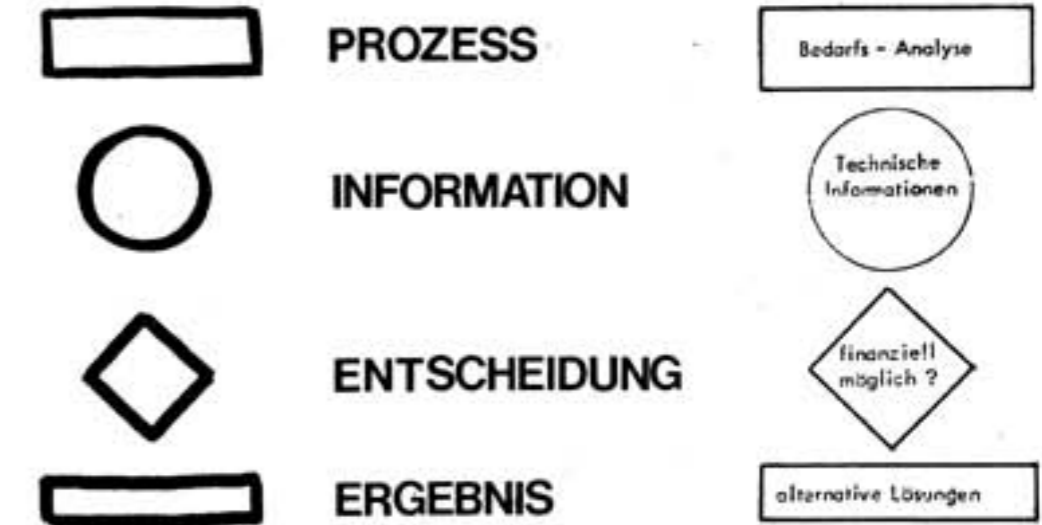 PROZESS
Bedarfs - Analyse
INFORMATION
Technische
Informationen
ENTSCHEIDUNG
finanziell
möglich ?
ERGEBNIS
alternative Lösungen